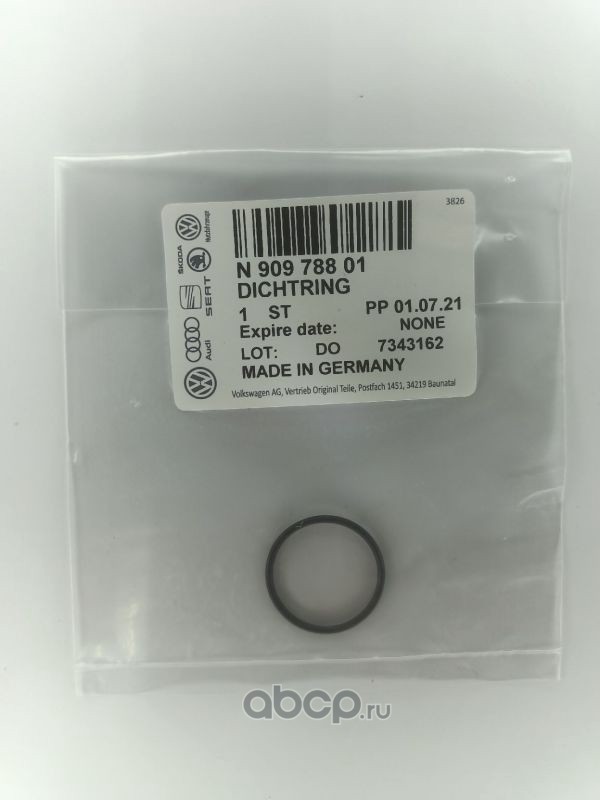 3826
N 909 788 01
DICHTRING
1 ST PP 01.07.21
Expire date: NONE
LOT: DO 7343162
MADE IN GERMANY
Volkswagen AG, Vertrieb Original Teile, Postfach 1451, 34219 Baunatal
Nutzfahrzeuge
ŠKODA
SEAT
Audi
abcp.ru